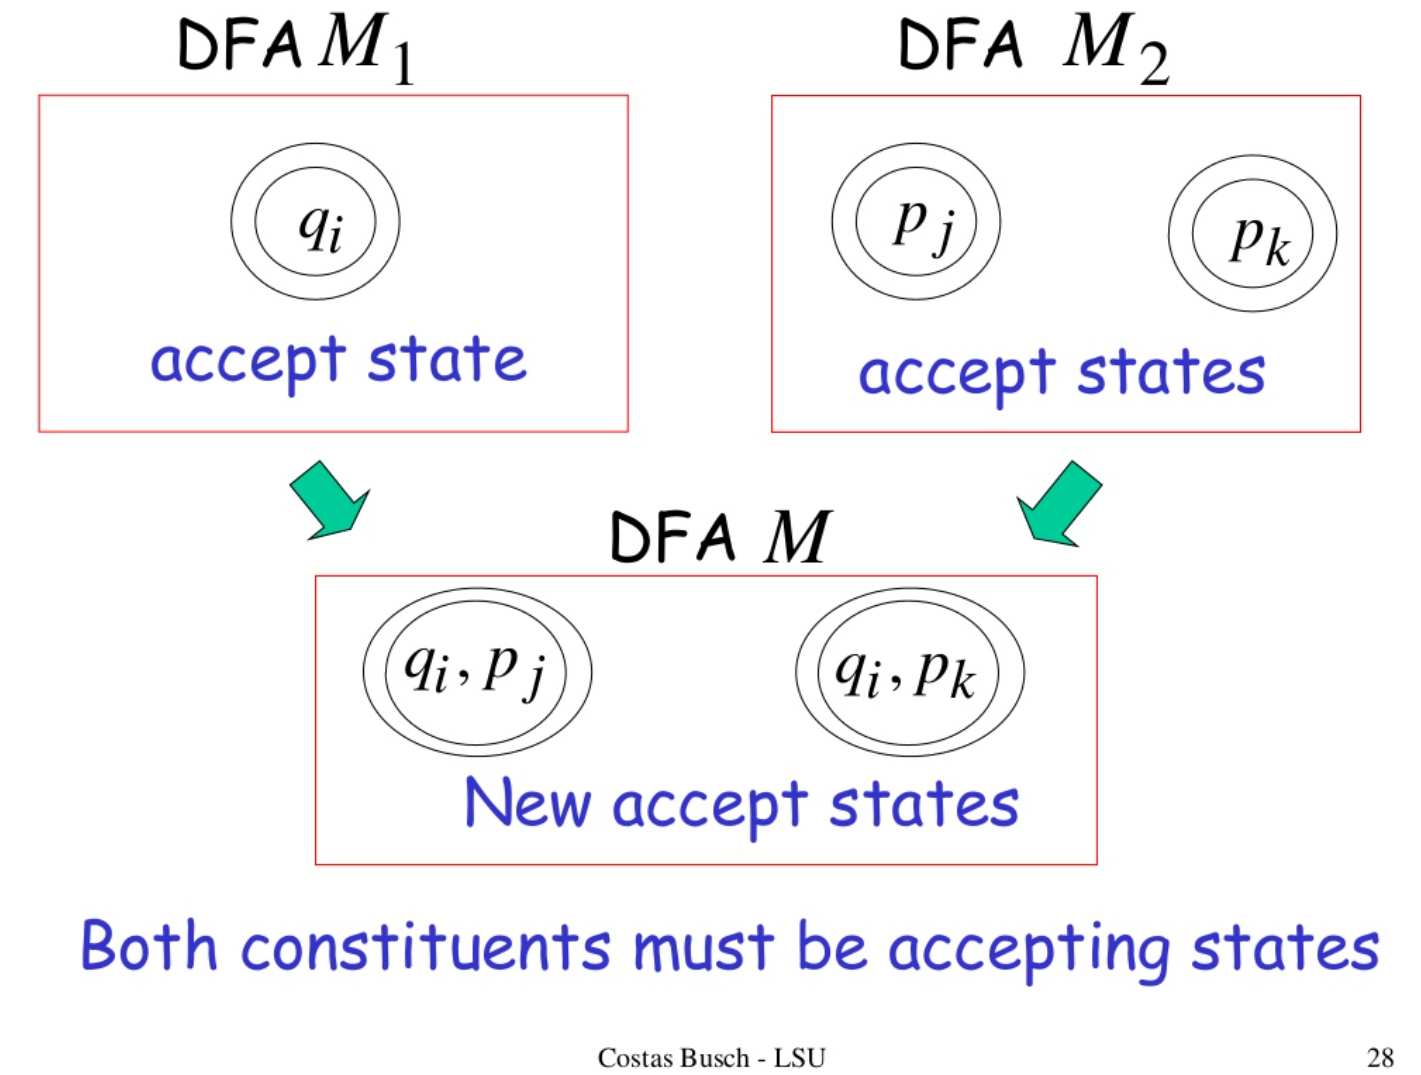 DFA M₁
DFA M₂
qᵢ
pⱼ
pₖ
accept state
accept states
DFA M
qᵢ, pⱼ
qᵢ, pₖ
New accept states
Both constituents must be accepting states
Costas Busch - LSU
28